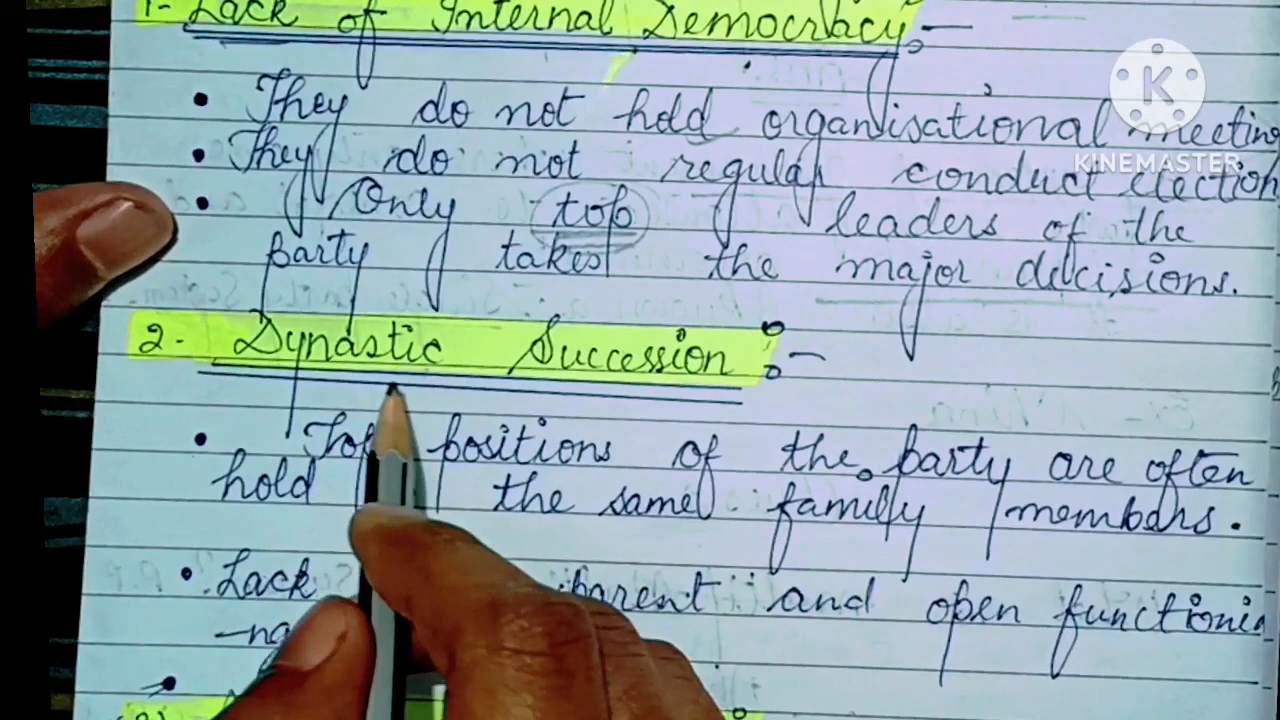 1- Lack of Internal Democracy :-
• They do not hold organisational meeting
• They do not regular conduct election
• Only top leaders of the
party takes the major decisions.
2- Dynastic Succession :-
• Top positions of the party are often
hold the same family members.
• Lack parent and open functioni
K
KINEMASTER